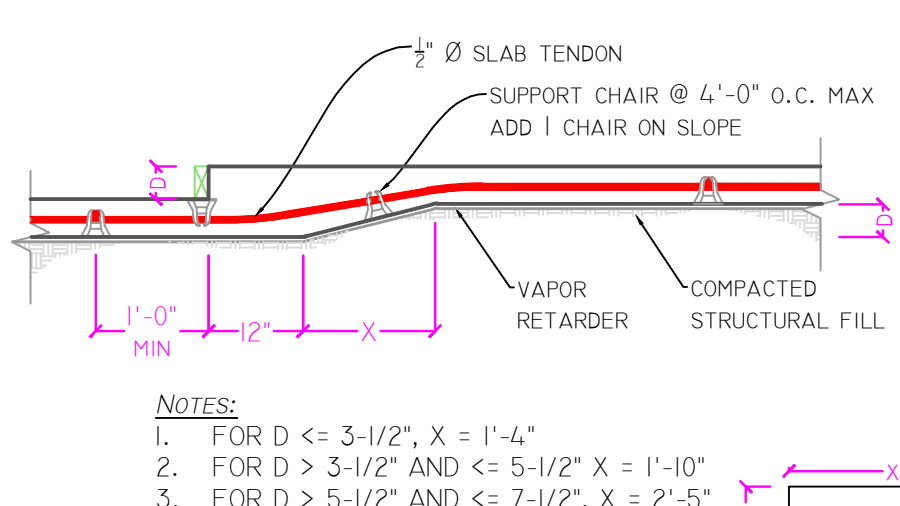 ½" Ø SLAB TENDON
SUPPORT CHAIR @ 4'-0" O.C. MAX
ADD 1 CHAIR ON SLOPE
D
D
1'-0"
MIN
12"
X
VAPOR
RETARDER
COMPACTED
STRUCTURAL FILL
NOTES:
1. FOR D <= 3-1/2", X = 1'-4"
2. FOR D > 3-1/2" AND <= 5-1/2" X = 1'-10"
3. FOR D > 5-1/2" AND <= 7-1/2", X = 2'-5"
X